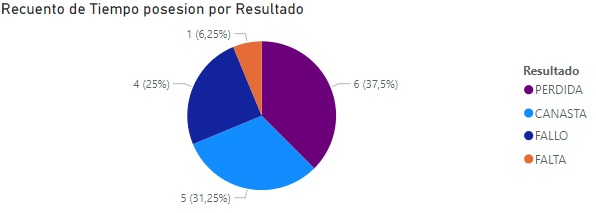 Recuento de Tiempo posesion por Resultado
1 (6,25%)
4 (25%)
6 (37,5%)
5 (31,25%)
Resultado
PERDIDA
CANASTA
FALLO
FALTA